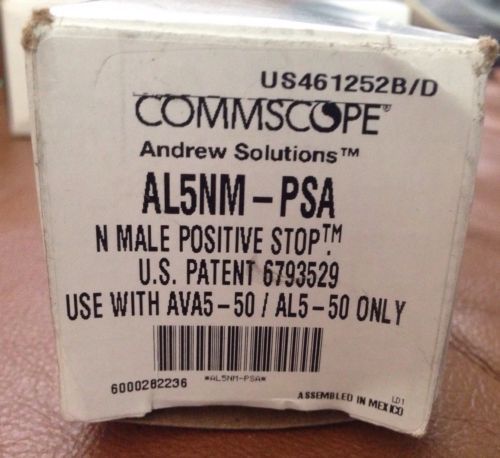 US461252B/D
COMMSCOPE®
Andrew Solutions™
AL5NM-PSA
N MALE POSITIVE STOP™.
U.S. PATENT 6793529
USE WITH AVA5-50 / AL5-50 ONLY
*AL5NM-PSA*
6000282236
LD1
ASSEMBLED IN MEXICO